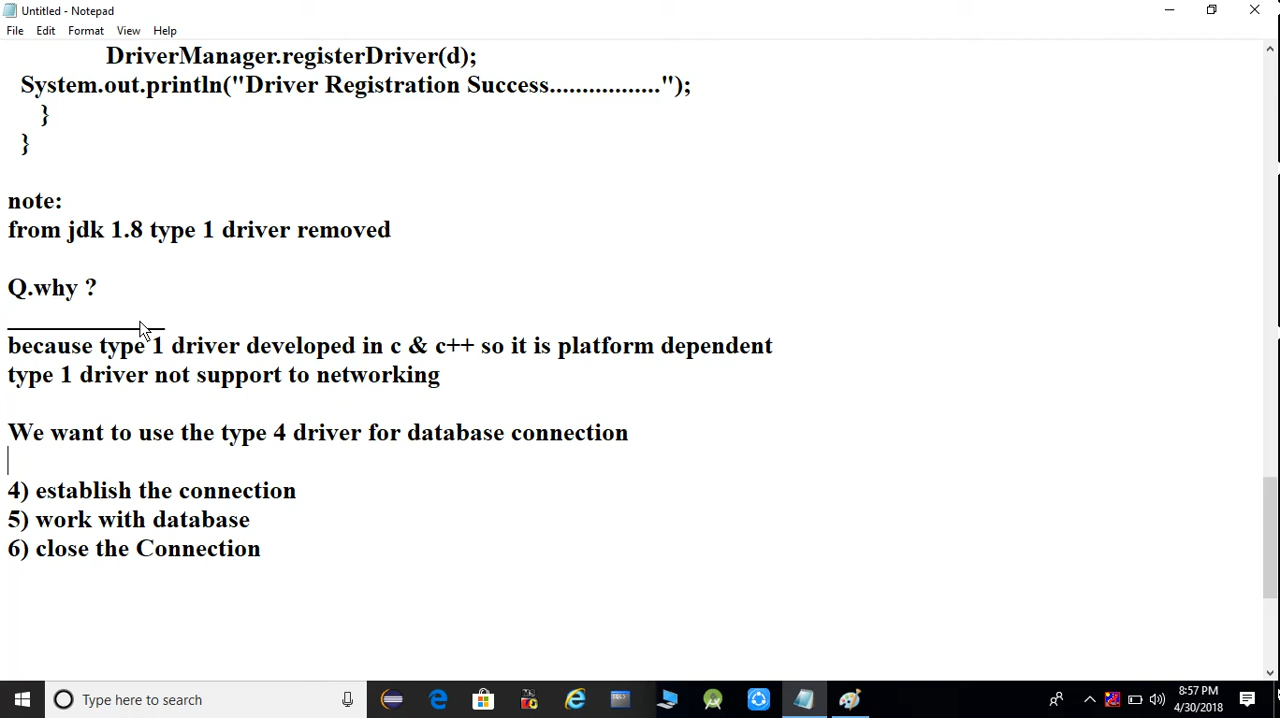 Untitled - Notepad
File Edit Format View Help
DriverManager.registerDriver(d);
System.out.println("Driver Registration Success.................");
}
}
note:
from jdk 1.8 type 1 driver removed
Q.why ?
______________
because type 1 driver developed in c & c++ so it is platform dependent
type 1 driver not support to networking
We want to use the type 4 driver for database connection
4) establish the connection
5) work with database
6) close the Connection
Type here to search
8:57 PM
4/30/2018